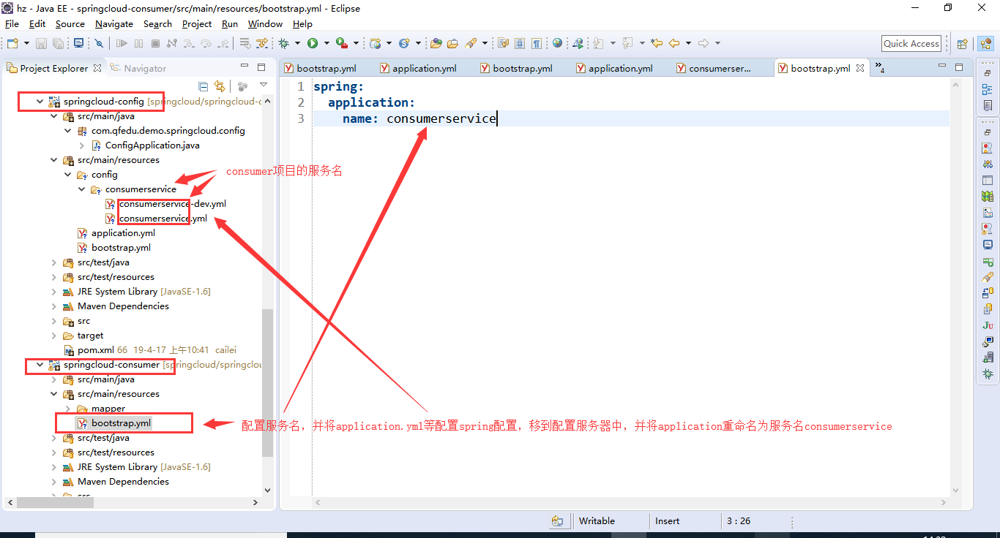 hz - Java EE - springcloud-consumer/src/main/resources/bootstrap.yml - Eclipse
File Edit Source Navigate Search Project Run Window Help
Quick Access
Project Explorer Navigator
bootstrap.yml application.yml bootstrap.yml application.yml consumerser... bootstrap.yml 4
springcloud-config [springcloud/springcloud-c
src/main/java
com.qfedu.demo.springcloud.config
ConfigApplication.java
src/main/resources
config
consumerservice
consumerservice-dev.yml
consumerservice.yml
application.yml
bootstrap.yml
src/test/java
src/test/resources
JRE System Library [JavaSE-1.6]
Maven Dependencies
src
target
pom.xml 66 19-4-17 上午10:41 cailei
springcloud-consumer [springcloud/springclou
src/main/java
src/main/resources
mapper
bootstrap.yml
src/test/java
src/test/resources
JRE System Library [JavaSE-1.6]
Maven Dependencies
src
1 spring:
2 application:
3 name: consumerservice
consumer项目的服务名
配置服务名，并将application.yml等配置spring配置，移到配置服务器中，并将application重命名为服务名consumerservice
Writable Insert 3 : 26